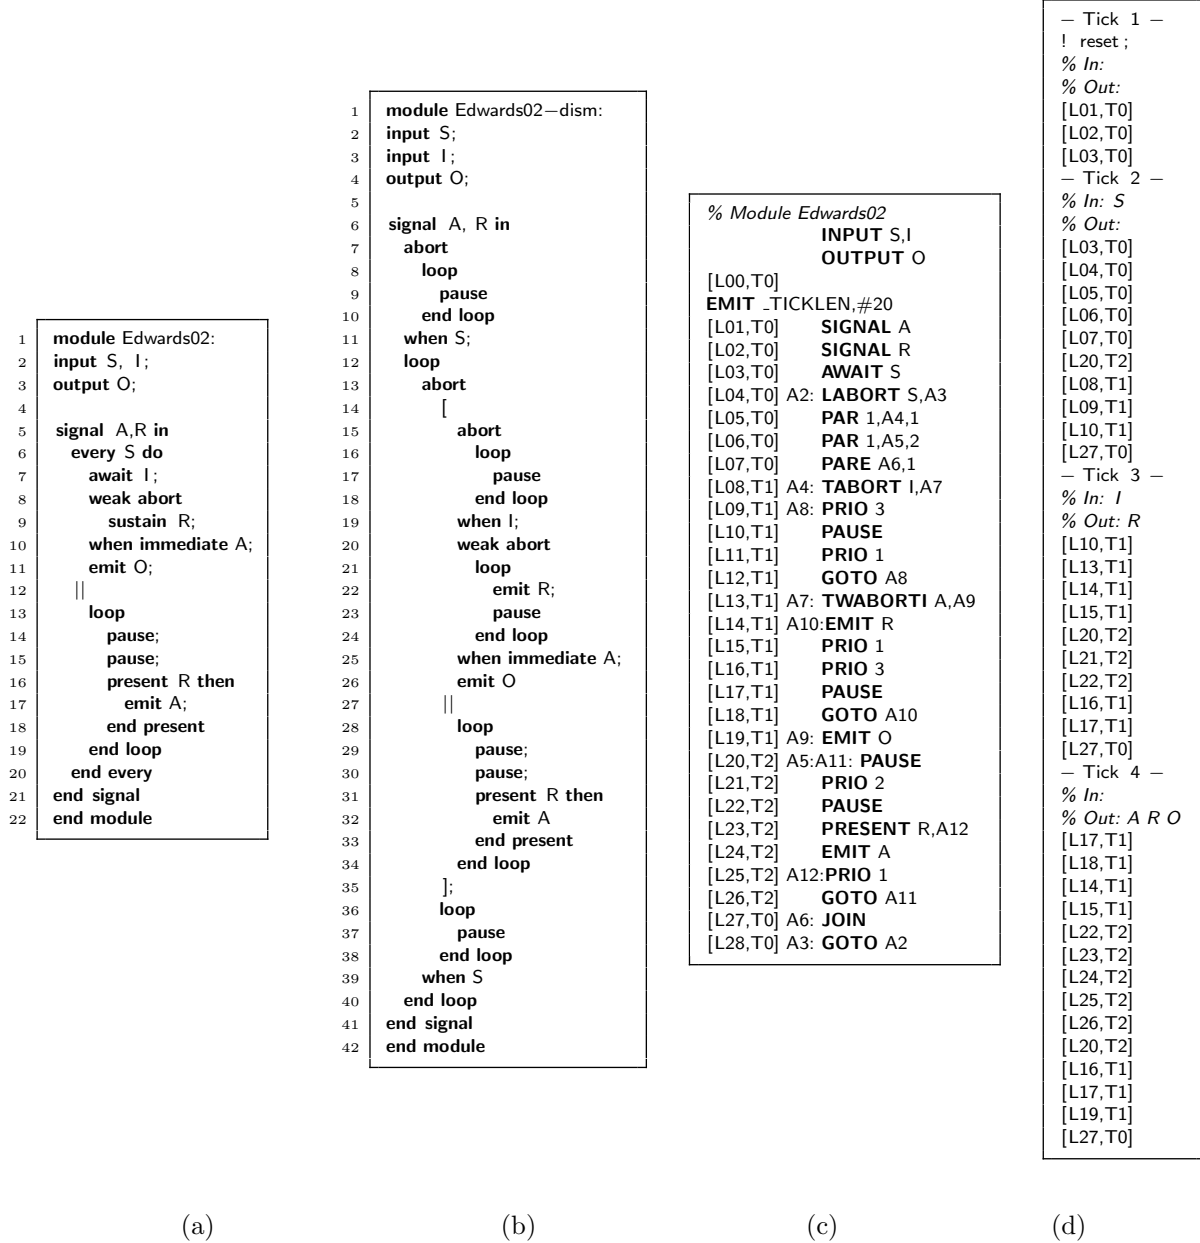 1 module Edwards02:
2 input S, I;
3 output O;
4
5 signal A,R in
6 every S do
7 await I;
8 weak abort
9 sustain R;
10 when immediate A;
11 emit O;
12 ||
13 loop
14 pause;
15 pause;
16 present R then
17 emit A;
18 end present
19 end loop
20 end every
21 end signal
22 end module
(a)
1 module Edwards02−dism:
2 input S;
3 input I;
4 output O;
5
6 signal A, R in
7 abort
8 loop
9 pause
10 end loop
11 when S;
12 loop
13 abort
14 [
15 abort
16 loop
17 pause
18 end loop
19 when I;
20 weak abort
21 loop
22 emit R;
23 pause
24 end loop
25 when immediate A;
26 emit O
27 ||
28 loop
29 pause;
30 pause;
31 present R then
32 emit A
33 end present
34 end loop
35 ];
36 loop
37 pause
38 end loop
39 when S
40 end loop
41 end signal
42 end module
(b)
% Module Edwards02
INPUT S,I
OUTPUT O
[L00,T0]
EMIT _TICKLEN,#20
[L01,T0] SIGNAL A
[L02,T0] SIGNAL R
[L03,T0] AWAIT S
[L04,T0] A2: LABORT S,A3
[L05,T0] PAR 1,A4,1
[L06,T0] PAR 1,A5,2
[L07,T0] PARE A6,1
[L08,T1] A4: TABORT I,A7
[L09,T1] A8: PRIO 3
[L10,T1] PAUSE
[L11,T1] PRIO 1
[L12,T1] GOTO A8
[L13,T1] A7: TWABORTI A,A9
[L14,T1] A10:EMIT R
[L15,T1] PRIO 1
[L16,T1] PRIO 3
[L17,T1] PAUSE
[L18,T1] GOTO A10
[L19,T1] A9: EMIT O
[L20,T2] A5:A11: PAUSE
[L21,T2] PRIO 2
[L22,T2] PAUSE
[L23,T2] PRESENT R,A12
[L24,T2] EMIT A
[L25,T2] A12:PRIO 1
[L26,T2] GOTO A11
[L27,T0] A6: JOIN
[L28,T0] A3: GOTO A2
(c)
− Tick 1 −
! reset;
% In:
% Out:
[L01,T0]
[L02,T0]
[L03,T0]
− Tick 2 −
% In: S
% Out:
[L03,T0]
[L04,T0]
[L05,T0]
[L06,T0]
[L07,T0]
[L20,T2]
[L08,T1]
[L09,T1]
[L10,T1]
[L27,T0]
− Tick 3 −
% In: I
% Out: R
[L10,T1]
[L13,T1]
[L14,T1]
[L15,T1]
[L20,T2]
[L21,T2]
[L22,T2]
[L16,T1]
[L17,T1]
[L27,T0]
− Tick 4 −
% In:
% Out: A R O
[L17,T1]
[L18,T1]
[L14,T1]
[L15,T1]
[L22,T2]
[L23,T2]
[L24,T2]
[L25,T2]
[L26,T2]
[L20,T2]
[L16,T1]
[L17,T1]
[L19,T1]
[L27,T0]
(d)